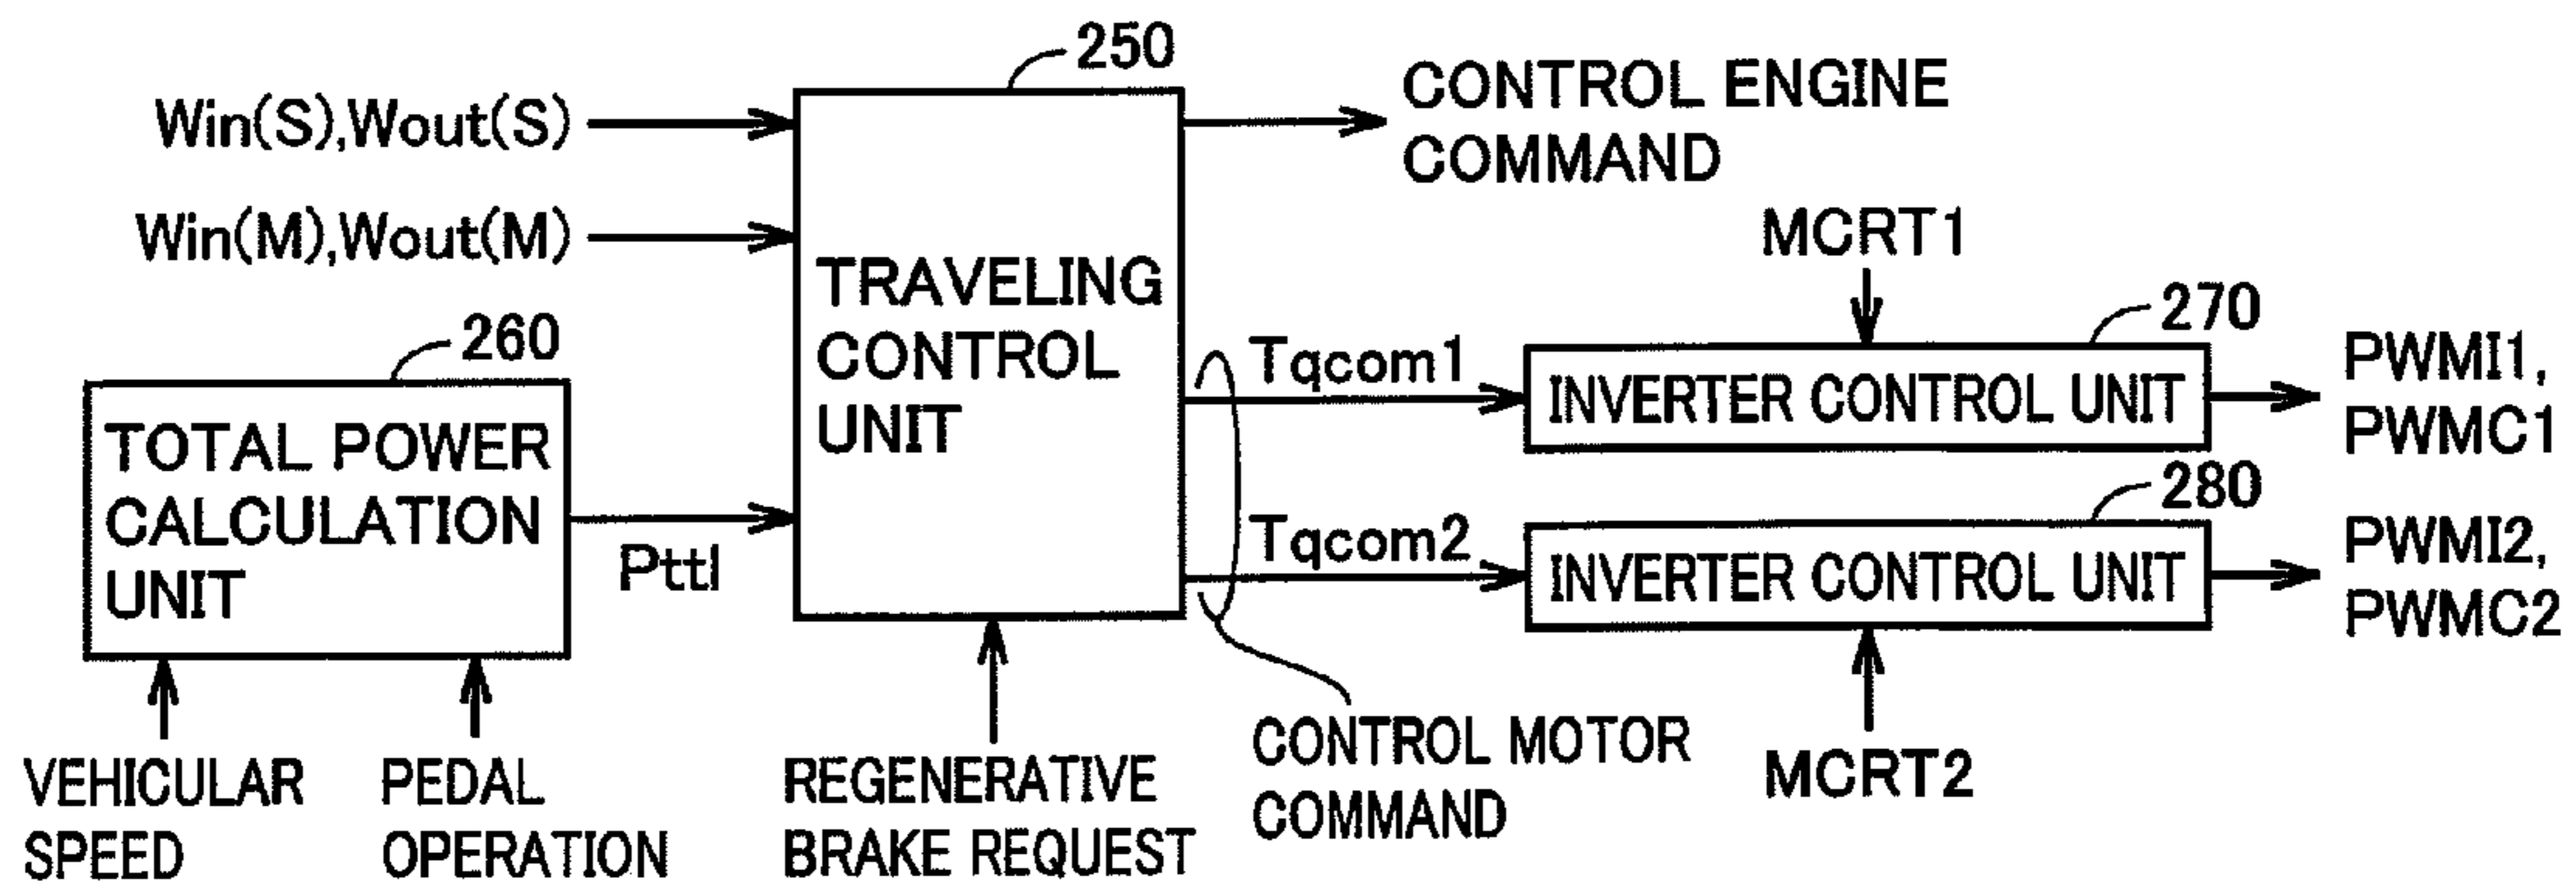 250
CONTROL ENGINE
COMMAND
Win(S),Wout(S)
Win(M),Wout(M)
TRAVELING
CONTROL
UNIT
MCRT1
270
260
Tqcom1
INVERTER CONTROL UNIT
PWMI1,
PWMC1
TOTAL POWER
CALCULATION
UNIT
Pttl
280
Tqcom2
INVERTER CONTROL UNIT
PWMI2,
PWMC2
VEHICULAR
SPEED
PEDAL
OPERATION
REGENERATIVE
BRAKE REQUEST
CONTROL MOTOR
COMMAND
MCRT2